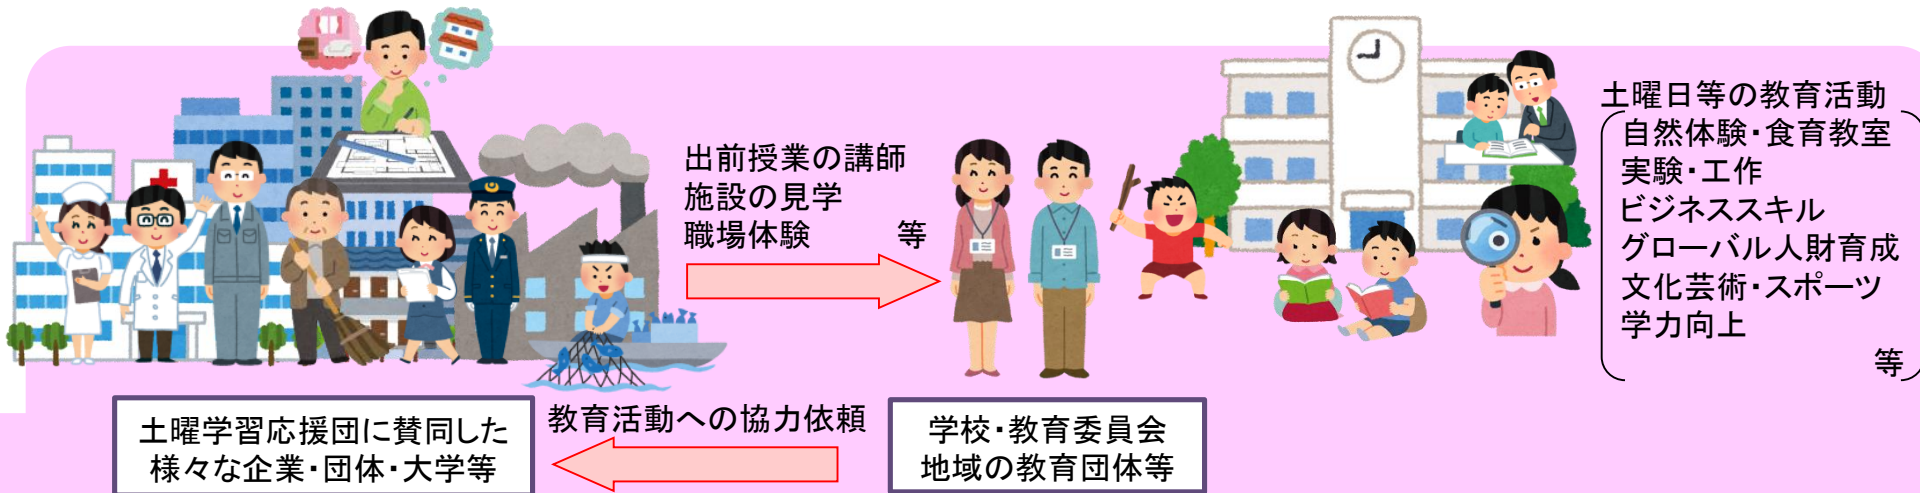 出前授業の講師
施設の見学
職場体験　　　等
土曜日等の教育活動
自然体験・食育教室
実験・工作
ビジネススキル
グローバル人財育成
文化芸術・スポーツ
学力向上
等
土曜学習応援団に賛同した
様々な企業・団体・大学等
教育活動への協力依頼
学校・教育委員会
地域の教育団体等